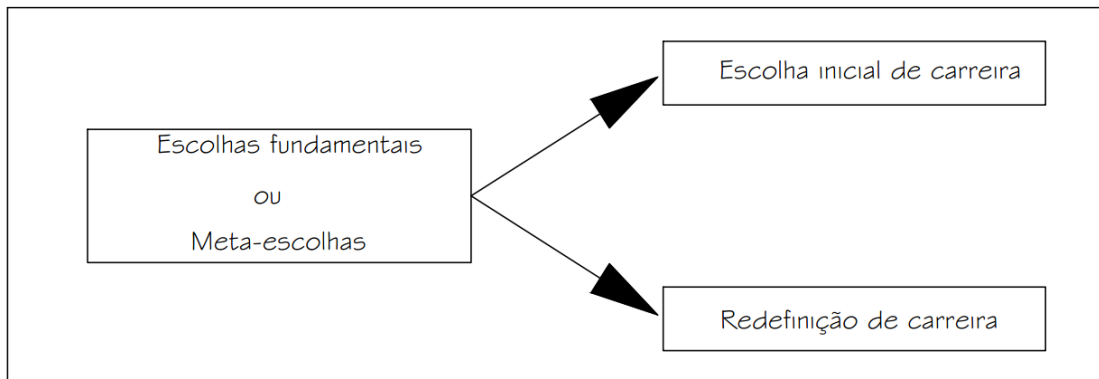 Escolha inicial de carreira
Escolhas fundamentais
ou
Meta-escolhas
Redefinição de carreira